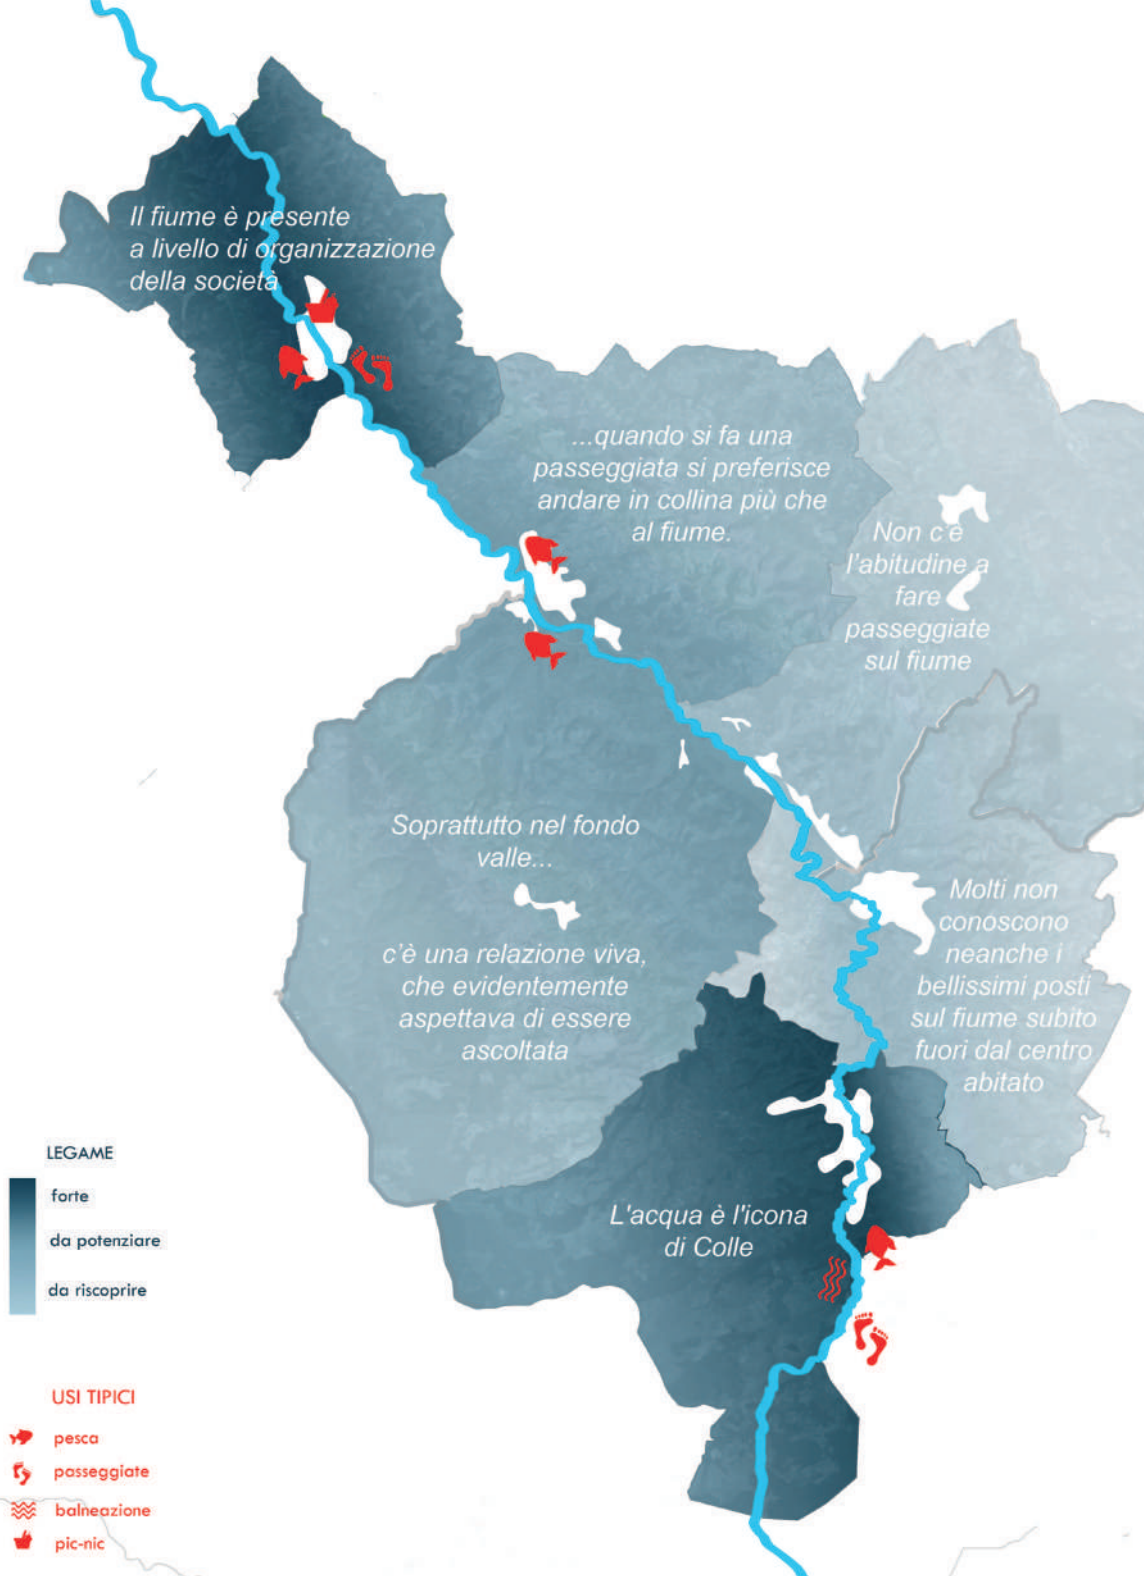 Il fiume è presente
a livello di organizzazione
della società
...quando si fa una
passeggiata si preferisce
andare in collina più che
al fiume.
Non c'è
l'abitudine a
fare
passeggiate
sul fiume
Soprattutto nel fondo
valle...
c'è una relazione viva,
che evidentemente
aspettava di essere
ascoltata
Molti non
conoscono
neanche i
bellissimi posti
sul fiume subito
fuori dal centro
abitato
L'acqua è l'icona
di Colle
LEGAME
forte
da potenziare
da riscoprire
USI TIPICI
pesca
passeggiate
balneazione
pic-nic